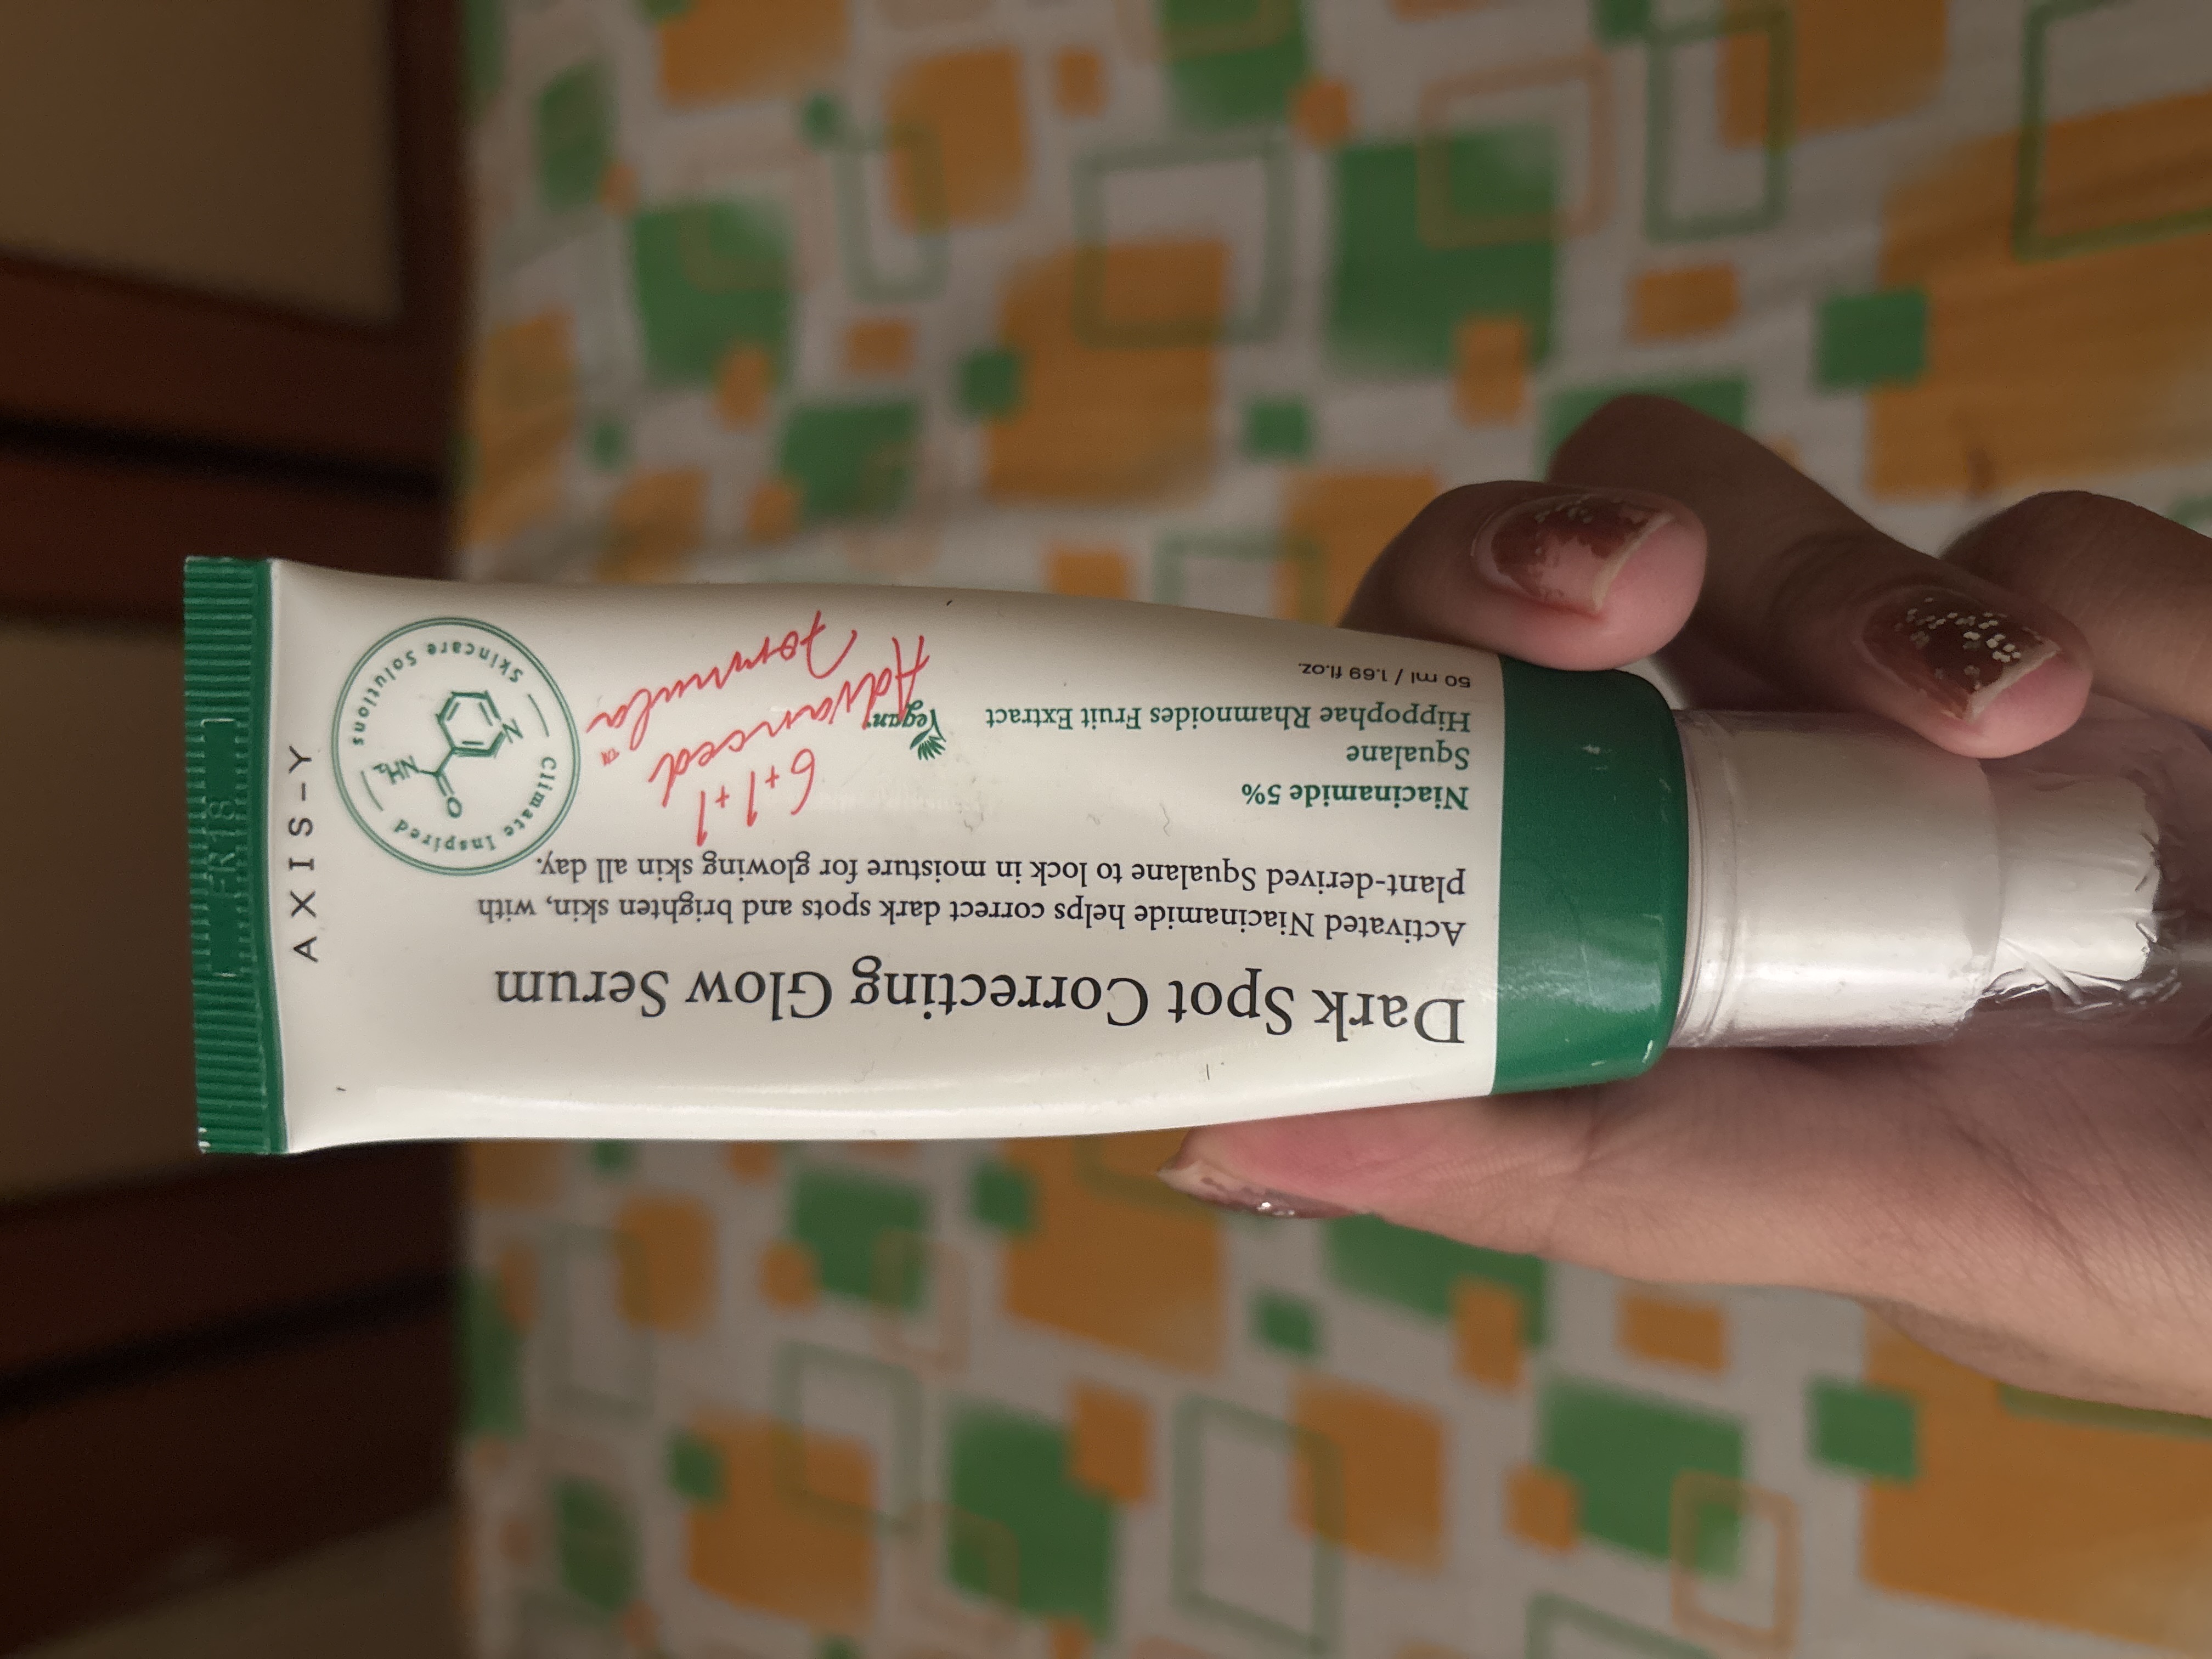 Dark Spot Correcting Glow Serum
Activated Niacinamide helps correct dark spots and brighten skin, with
plant-derived Squalane to lock in moisture for glowing skin all day.
Niacinamide 5%
Squalane
Hippophae Rhamnoides Fruit Extract
50 ml / 1.69 fl.oz.
Vegan
6+1+1
Advanced
Formula™
Climate Inspired
Skincare Solutions
N
O
NH₂
AXIS-Y